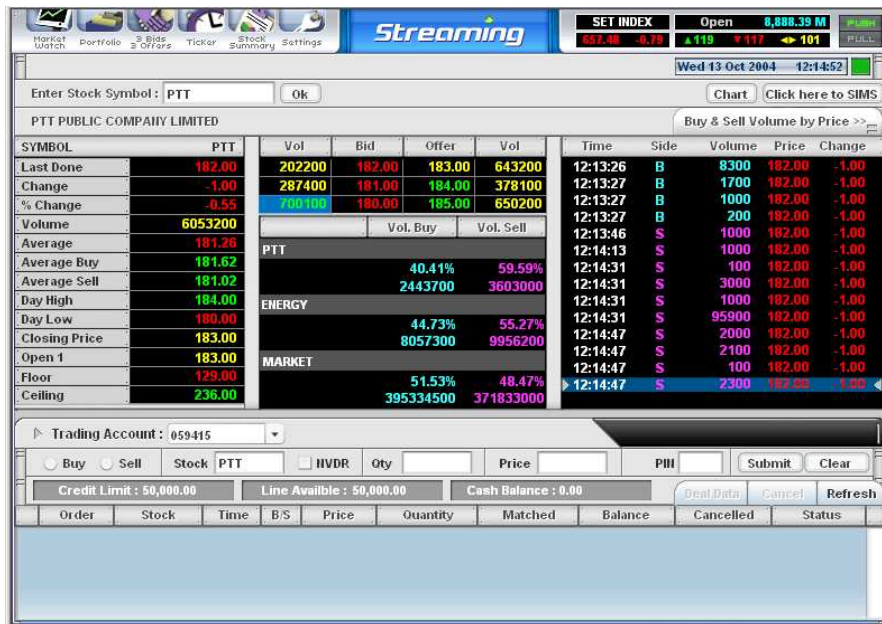 Market Watch Portfolio 3 Bids 3 Offers Ticker Stock Summary Settings
Streaming
SET INDEX Open 8,888.39 M PUSH
657.48 -0.79 ▲119 ▼117 ◄► 101 PULL
Wed 13 Oct 2004 12:14:52
Enter Stock Symbol : PTT Ok Chart Click here to SIMS
PTT PUBLIC COMPANY LIMITED Buy & Sell Volume by Price >>
SYMBOL PTT
Last Done 182.00
Change -1.00
% Change -0.55
Volume 6053200
Average 181.26
Average Buy 181.62
Average Sell 181.02
Day High 184.00
Day Low 180.00
Closing Price 183.00
Open 1 183.00
Floor 129.00
Ceiling 236.00
Vol Bid Offer Vol
202200 182.00 183.00 643200
287400 181.00 184.00 378100
700100 180.00 185.00 650200
Vol. Buy Vol. Sell
PTT
40.41% 59.59%
2443700 3603000
ENERGY
44.73% 55.27%
8057300 9956200
MARKET
51.53% 48.47%
395334500 371833000
Time Side Volume Price Change
12:13:26 B 8300 182.00 -1.00
12:13:27 B 1700 182.00 -1.00
12:13:27 B 1000 182.00 -1.00
12:13:27 B 200 182.00 -1.00
12:13:46 S 1000 182.00 -1.00
12:14:13 S 1000 182.00 -1.00
12:14:31 S 100 182.00 -1.00
12:14:31 S 3000 182.00 -1.00
12:14:31 S 1000 182.00 -1.00
12:14:31 S 95900 182.00 -1.00
12:14:47 S 2000 182.00 -1.00
12:14:47 S 2100 182.00 -1.00
12:14:47 S 100 182.00 -1.00
12:14:47 S 2300 182.00 -1.00
Trading Account : 059415
Buy Sell Stock PTT NVDR Qty Price PIN Submit Clear
Credit Limit : 50,000.00 Line Availble : 50,000.00 Cash Balance : 0.00 Deal Data Cancel Refresh
Order Stock Time B/S Price Quantity Matched Balance Cancelled Status